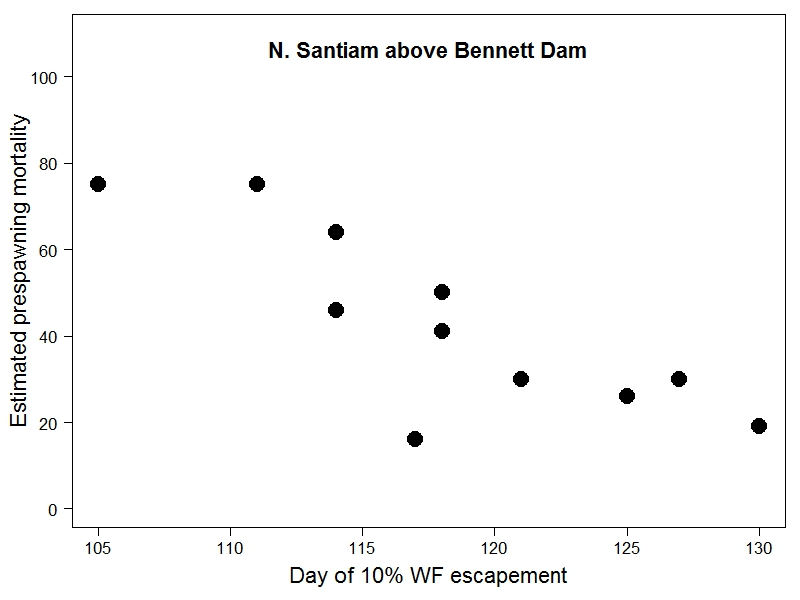 N. Santiam above Bennett Dam
Estimated prespawning mortality
100
80
60
40
20
0
105 110 115 120 125 130
Day of 10% WF escapement